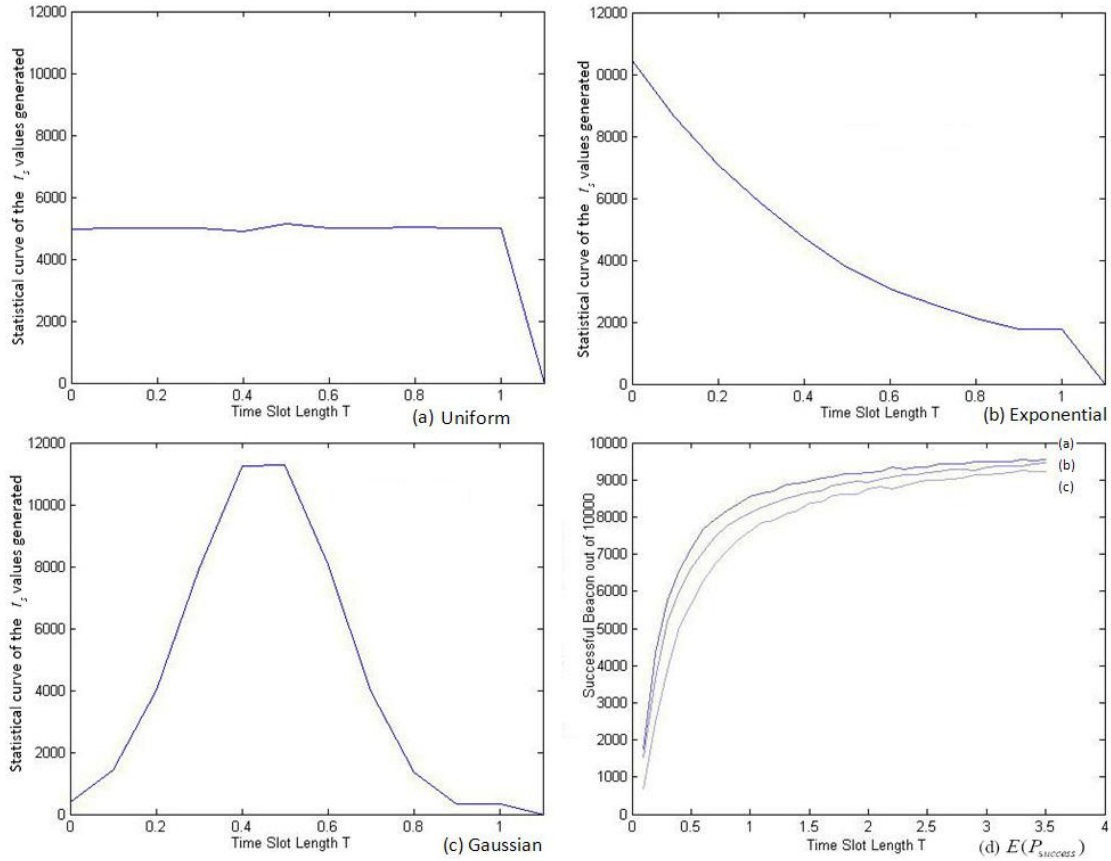 12000
10000
8000
6000
4000
2000
0
Statistical curve of the I_s values generated
0 0.2 0.4 0.6 0.8 1
Time Slot Length T
(a) Uniform
12000
0000
8000
6000
4000
2000
0
Statistical curve of the I_s values generated
0 0.2 0.4 0.6 0.8 1
Time Slot Length T
(b) Exponential
12000
10000
8000
6000
4000
2000
0
Statistical curve of the I_s values generated
0 0.2 0.4 0.6 0.8 1
Time Slot Length T
(c) Gaussian
10000
9000
8000
7000
6000
5000
4000
3000
2000
1000
0
Successful Beacon out of 10000
(a)
(b)
(c)
0 0.5 1 1.5 2 2.5 3 3.5 4
Time Slot Length T
(d) E(P_success)